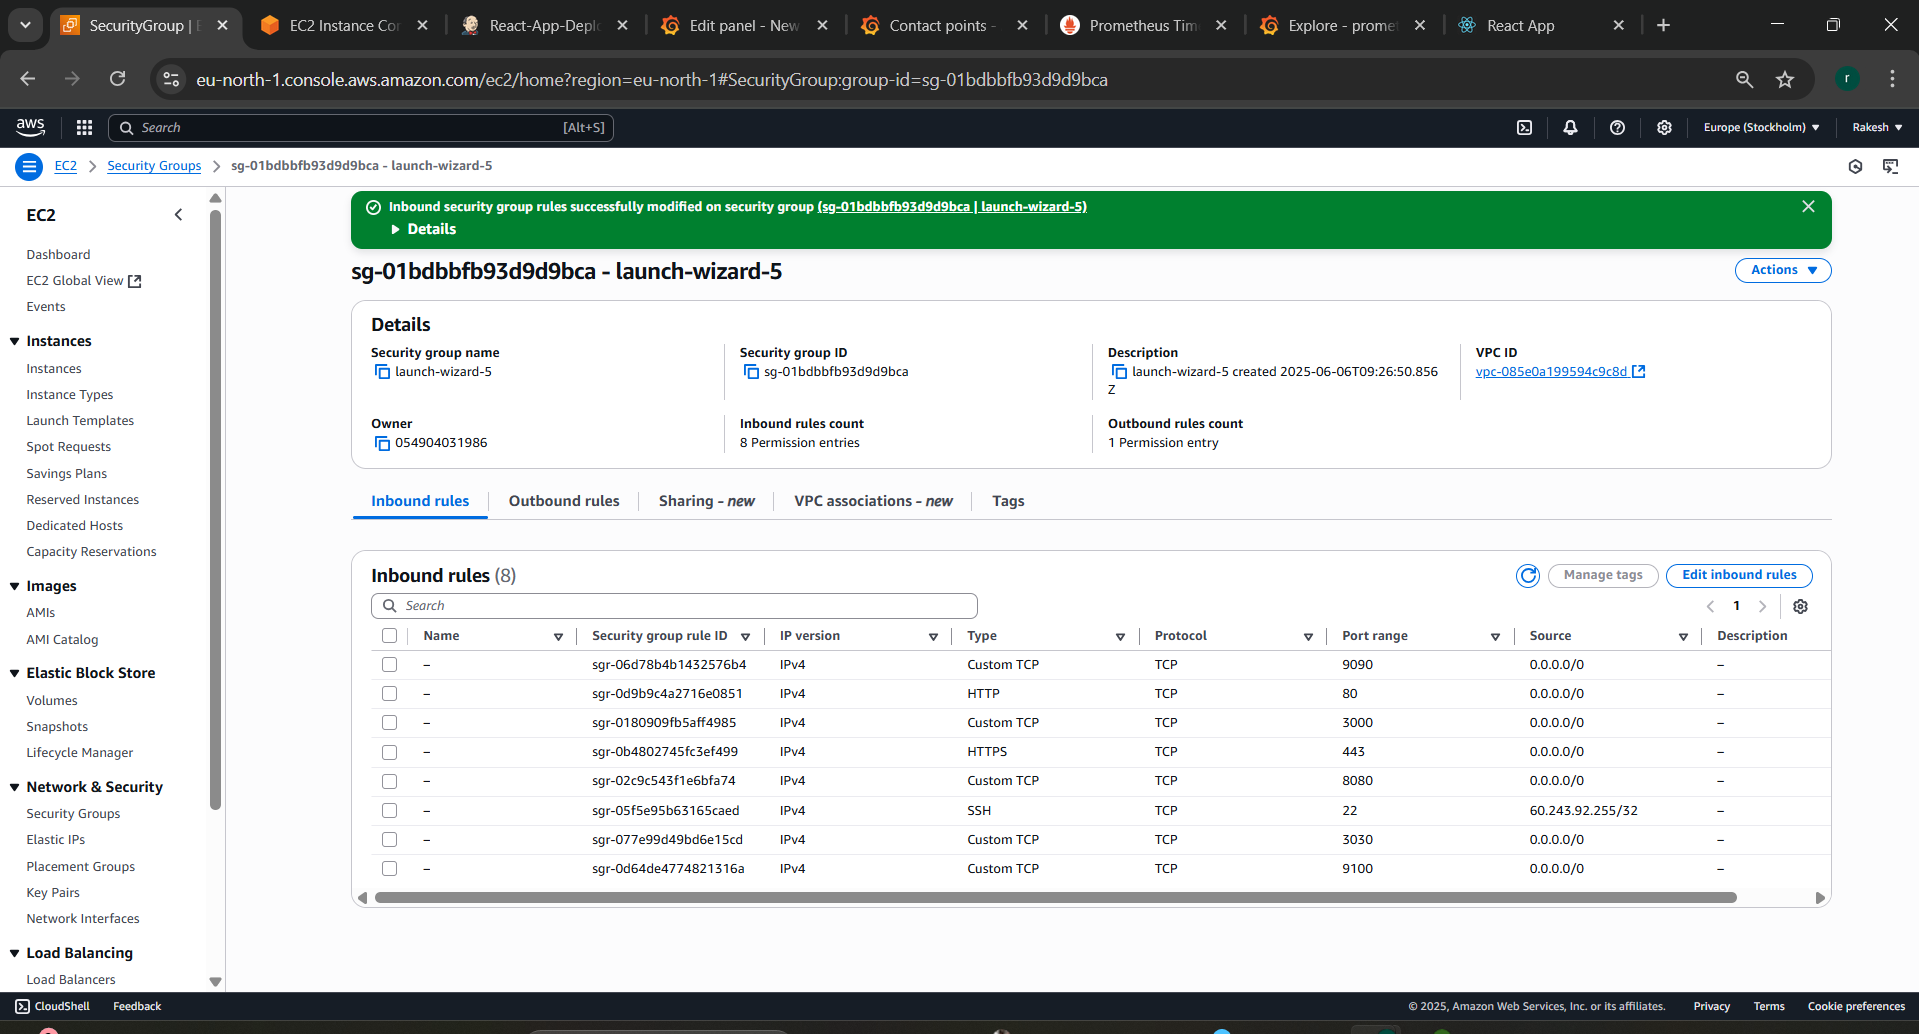 SecurityGroup | E
EC2 Instance Cor
React-App-Deplo
Edit panel - New
Contact points -
Prometheus Time
Explore - promet
React App
eu-north-1.console.aws.amazon.com/ec2/home?region=eu-north-1#SecurityGroup:group-id=sg-01bdbbfb93d9d9bca
r
aws
Search
[Alt+S]
Europe (Stockholm)
Rakesh
EC2
Security Groups
sg-01bdbbfb93d9d9bca - launch-wizard-5
EC2
Dashboard
EC2 Global View
Events
Instances
Instances
Instance Types
Launch Templates
Spot Requests
Savings Plans
Reserved Instances
Dedicated Hosts
Capacity Reservations
Images
AMIs
AMI Catalog
Elastic Block Store
Volumes
Snapshots
Lifecycle Manager
Network & Security
Security Groups
Elastic IPs
Placement Groups
Key Pairs
Network Interfaces
Load Balancing
Load Balancers
Inbound security group rules successfully modified on security group (sg-01bdbbfb93d9d9bca | launch-wizard-5)
Details
sg-01bdbbfb93d9d9bca - launch-wizard-5
Actions
Details
Security group name
launch-wizard-5
Security group ID
sg-01bdbbfb93d9d9bca
Description
launch-wizard-5 created 2025-06-06T09:26:50.856
Z
VPC ID
vpc-085e0a199594c9c8d
Owner
054904031986
Inbound rules count
8 Permission entries
Outbound rules count
1 Permission entry
Inbound rules
Outbound rules
Sharing - new
VPC associations - new
Tags
Inbound rules (8)
Manage tags
Edit inbound rules
Search
1
Name Security group rule ID IP version Type Protocol Port range Source Description
– sgr-06d78b4b1432576b4 IPv4 Custom TCP TCP 9090 0.0.0.0/0 –
– sgr-0d9b9c4a2716e0851 IPv4 HTTP TCP 80 0.0.0.0/0 –
– sgr-0180909fb5aff4985 IPv4 Custom TCP TCP 3000 0.0.0.0/0 –
– sgr-0b4802745fc3ef499 IPv4 HTTPS TCP 443 0.0.0.0/0 –
– sgr-02c9c543f1e6bfa74 IPv4 Custom TCP TCP 8080 0.0.0.0/0 –
– sgr-05f5e95b63165caed IPv4 SSH TCP 22 60.243.92.255/32 –
– sgr-077e99d49bd6e15cd IPv4 Custom TCP TCP 3030 0.0.0.0/0 –
– sgr-0d64de4774821316a IPv4 Custom TCP TCP 9100 0.0.0.0/0 –
CloudShell
Feedback
© 2025, Amazon Web Services, Inc. or its affiliates.
Privacy
Terms
Cookie preferences